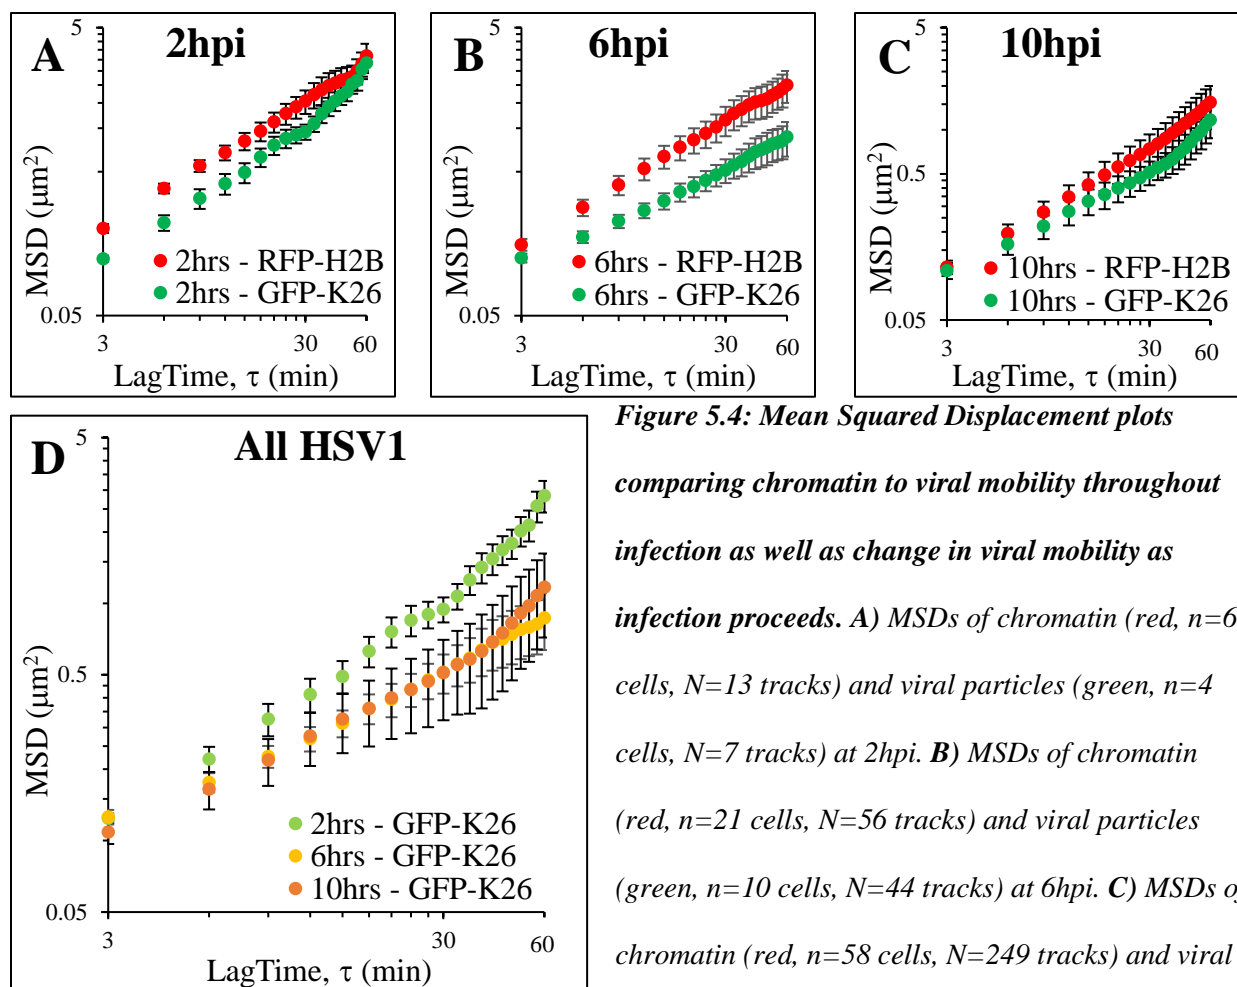 A 2hpi
5
MSD (µm²)
0.05
2hrs - RFP-H2B
2hrs - GFP-K26
3 30 60
LagTime, τ (min)
B 6hpi
5
MSD (µm²)
0.05
6hrs - RFP-H2B
6hrs - GFP-K26
3 30 60
LagTime, τ (min)
C 10hpi
5
0.5
MSD (µm²)
0.05
10hrs - RFP-H2B
10hrs - GFP-K26
3 30 60
LagTime, τ (min)
D All HSV1
5
0.5
MSD (µm²)
0.05
2hrs - GFP-K26
6hrs - GFP-K26
10hrs - GFP-K26
3 30 60
LagTime, τ (min)
Figure 5.4: Mean Squared Displacement plots
comparing chromatin to viral mobility throughout
infection as well as change in viral mobility as
infection proceeds. A) MSDs of chromatin (red, n=6
cells, N=13 tracks) and viral particles (green, n=4
cells, N=7 tracks) at 2hpi. B) MSDs of chromatin
(red, n=21 cells, N=56 tracks) and viral particles
(green, n=10 cells, N=44 tracks) at 6hpi. C) MSDs of
chromatin (red, n=58 cells, N=249 tracks) and viral